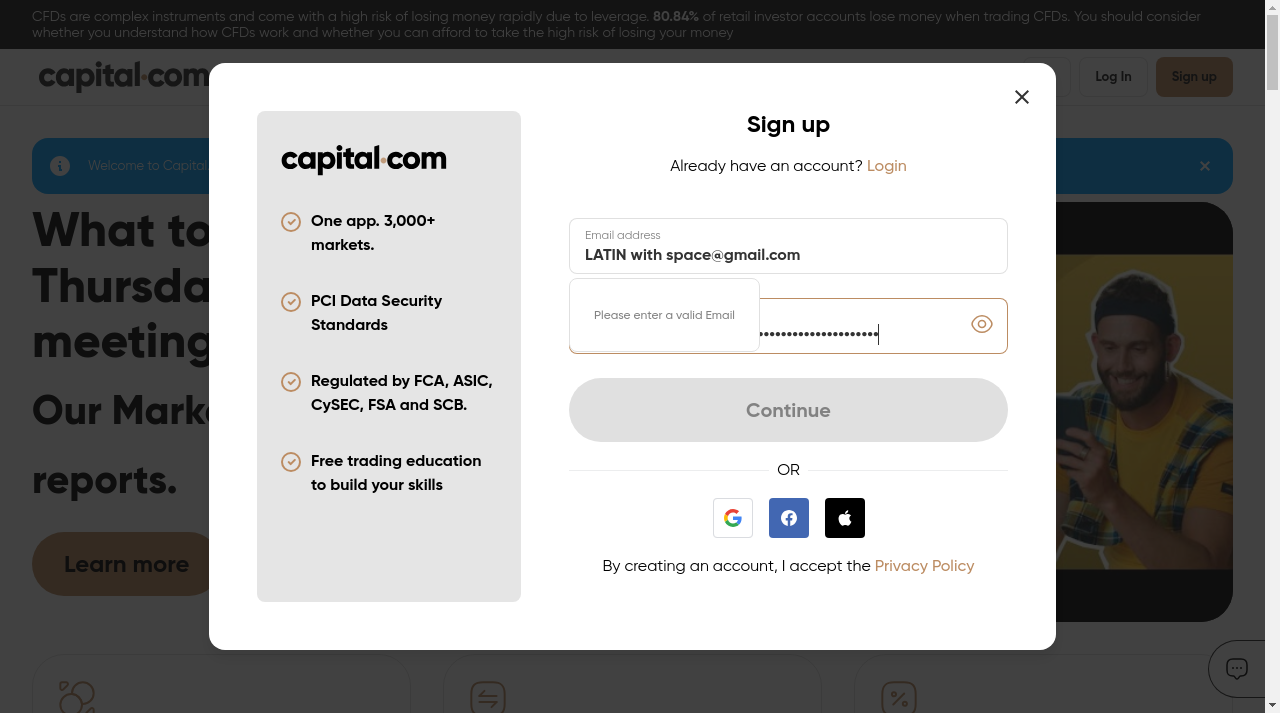 CFDs are complex instruments and come with a high risk of losing money rapidly due to leverage. 80.84% of retail investor accounts lose money when trading CFDs. You should consider
whether you understand how CFDs work and whether you can afford to take the high risk of losing your money
capital.com
Log In
Sign up
Welcome to Capital
What to
Thursda
meeting
Our Marke
reports.
Learn more
capital.com
One app. 3,000+
markets.
PCI Data Security
Standards
Regulated by FCA, ASIC,
CySEC, FSA and SCB.
Free trading education
to build your skills
Sign up
Already have an account? Login
Email address
LATIN with space@gmail.com
Please enter a valid Email
Continue
OR
By creating an account, I accept the Privacy Policy